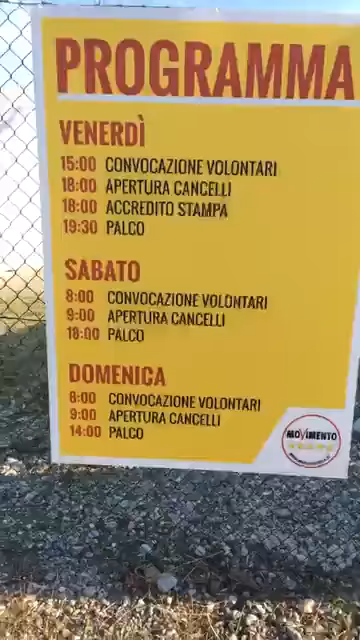 PROGRAMMA
VENERDÌ
15:00 CONVOCAZIONE VOLONTARI
18:00 APERTURA CANCELLI
18:00 ACCREDITO STAMPA
19:30 PALCO
SABATO
8:00 CONVOCAZIONE VOLONTARI
9:00 APERTURA CANCELLI
18:00 PALCO
DOMENICA
8:00 CONVOCAZIONE VOLONTARI
9:00 APERTURA CANCELLI
14:00 PALCO
MOVIMENTO